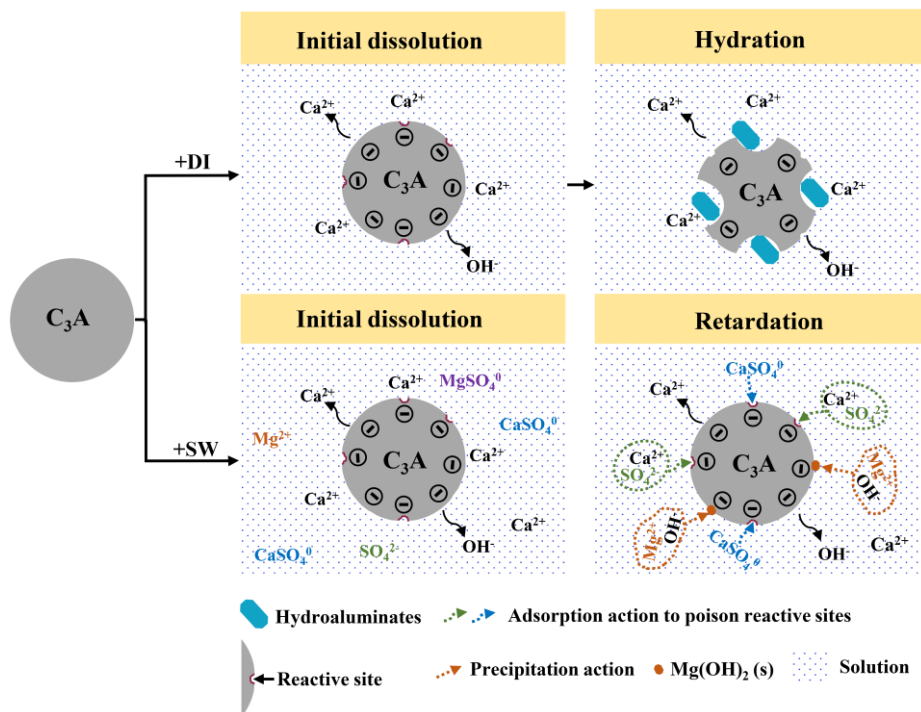 Initial dissolution
Hydration
Ca²⁺
Ca²⁺
C₃A
Ca²⁺
Ca²⁺
OH⁻
Ca²⁺
Ca²⁺
C₃A
Ca²⁺
Ca²⁺
OH⁻
+DI
C₃A
+SW
Initial dissolution
Retardation
Ca²⁺
MgSO₄⁰
Ca²⁺
CaSO₄⁰
Mg²⁺
C₃A
Ca²⁺
Ca²⁺
Ca²⁺
OH⁻
SO₄²⁻
CaSO₄⁰
CaSO₄⁰
Ca²⁺
Ca²⁺
SO₄²⁻
Ca²⁺
SO₄²⁻
C₃A
Mg²⁺
OH⁻
Mg²⁺
OH⁻
CaSO₄⁰
OH⁻
Ca²⁺
Hydroaluminates
Adsorption action to poison reactive sites
Reactive site
Precipitation action
Mg(OH)₂ (s)
Solution